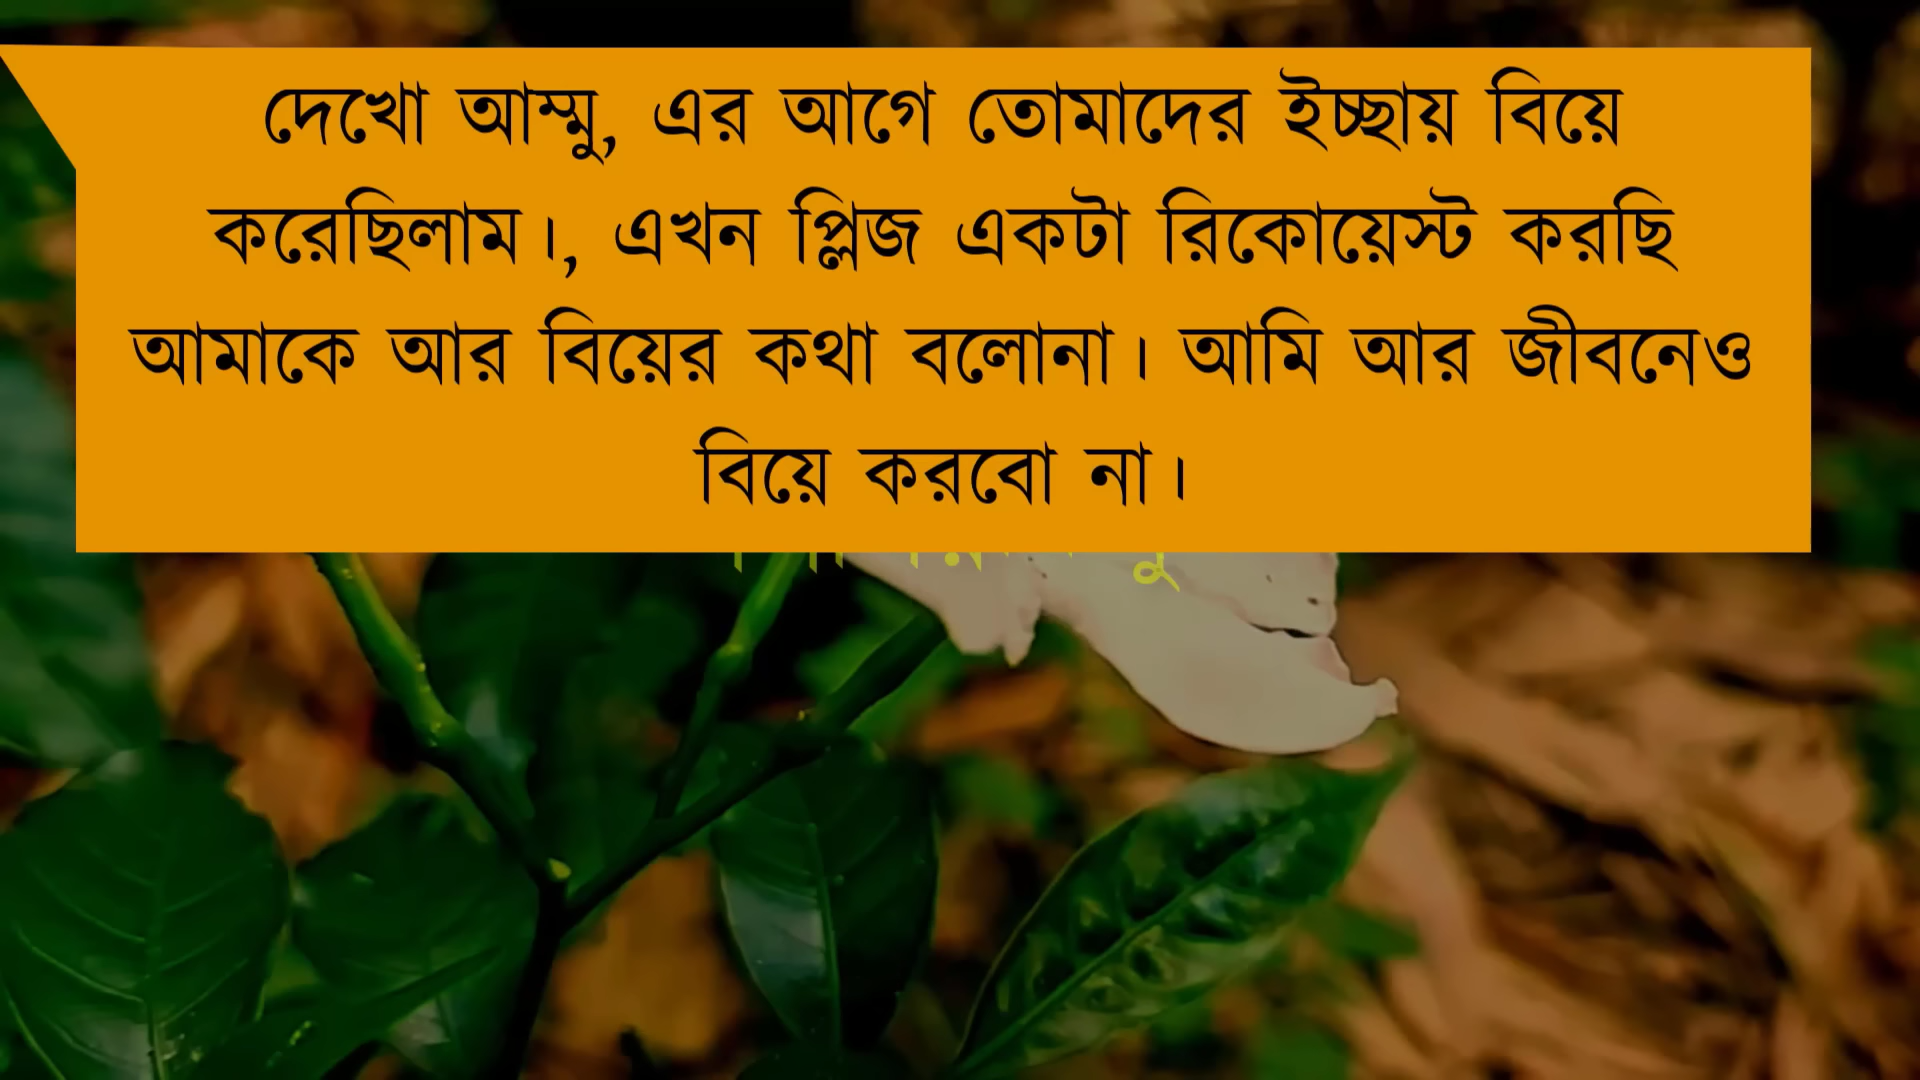 দেখো আম্মু, এর আগে তোমাদের ইচ্ছায় বিয়ে
করেছিলাম।, এখন প্লিজ একটা রিকোয়েস্ট করছি
আমাকে আর বিয়ের কথা বলোনা। আমি আর জীবনেও
বিয়ে করবো না।